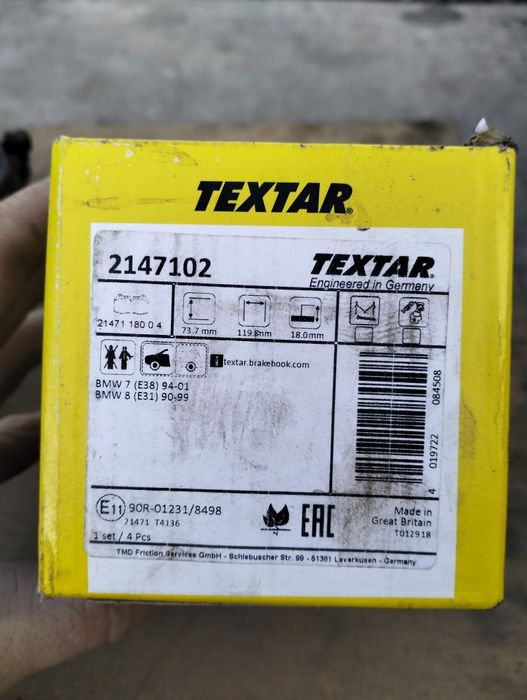 TEXTAR®
2147102
TEXTAR®
Engineered in Germany
21471 180 0 4
73.7 mm
119.8mm
18.0mm
i textar.brakebook.com
BMW 7 (E38) 94-01
BMW 8 (E31) 90-99
4 019722 084508
E11 90R-01231/8498
21471 T4136
1 set / 4 Pcs
EAC
Made in
Great Britain
T012918
TMD Friction Services GmbH - Schlebuscher Str. 99 - 51381 Leverkusen - Germany